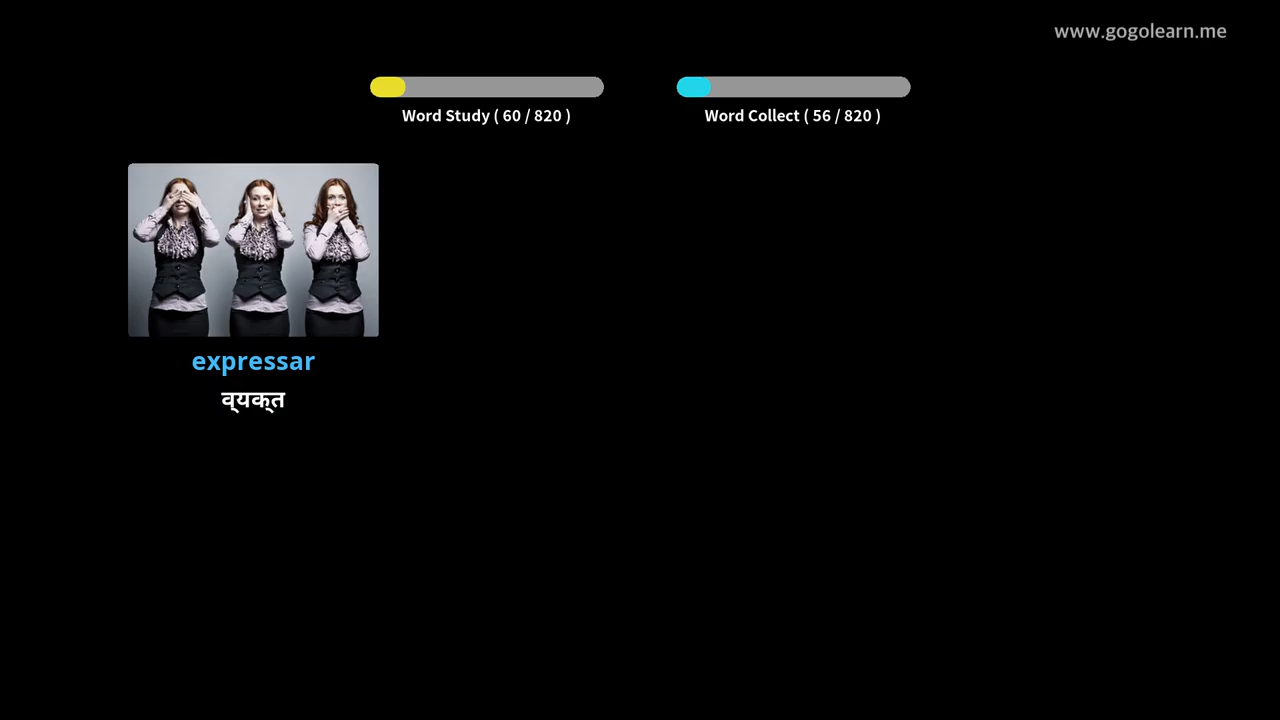 www.gogolearn.me
Word Study ( 60 / 820 )
Word Collect ( 56 / 820 )
expressar
व्यक्त